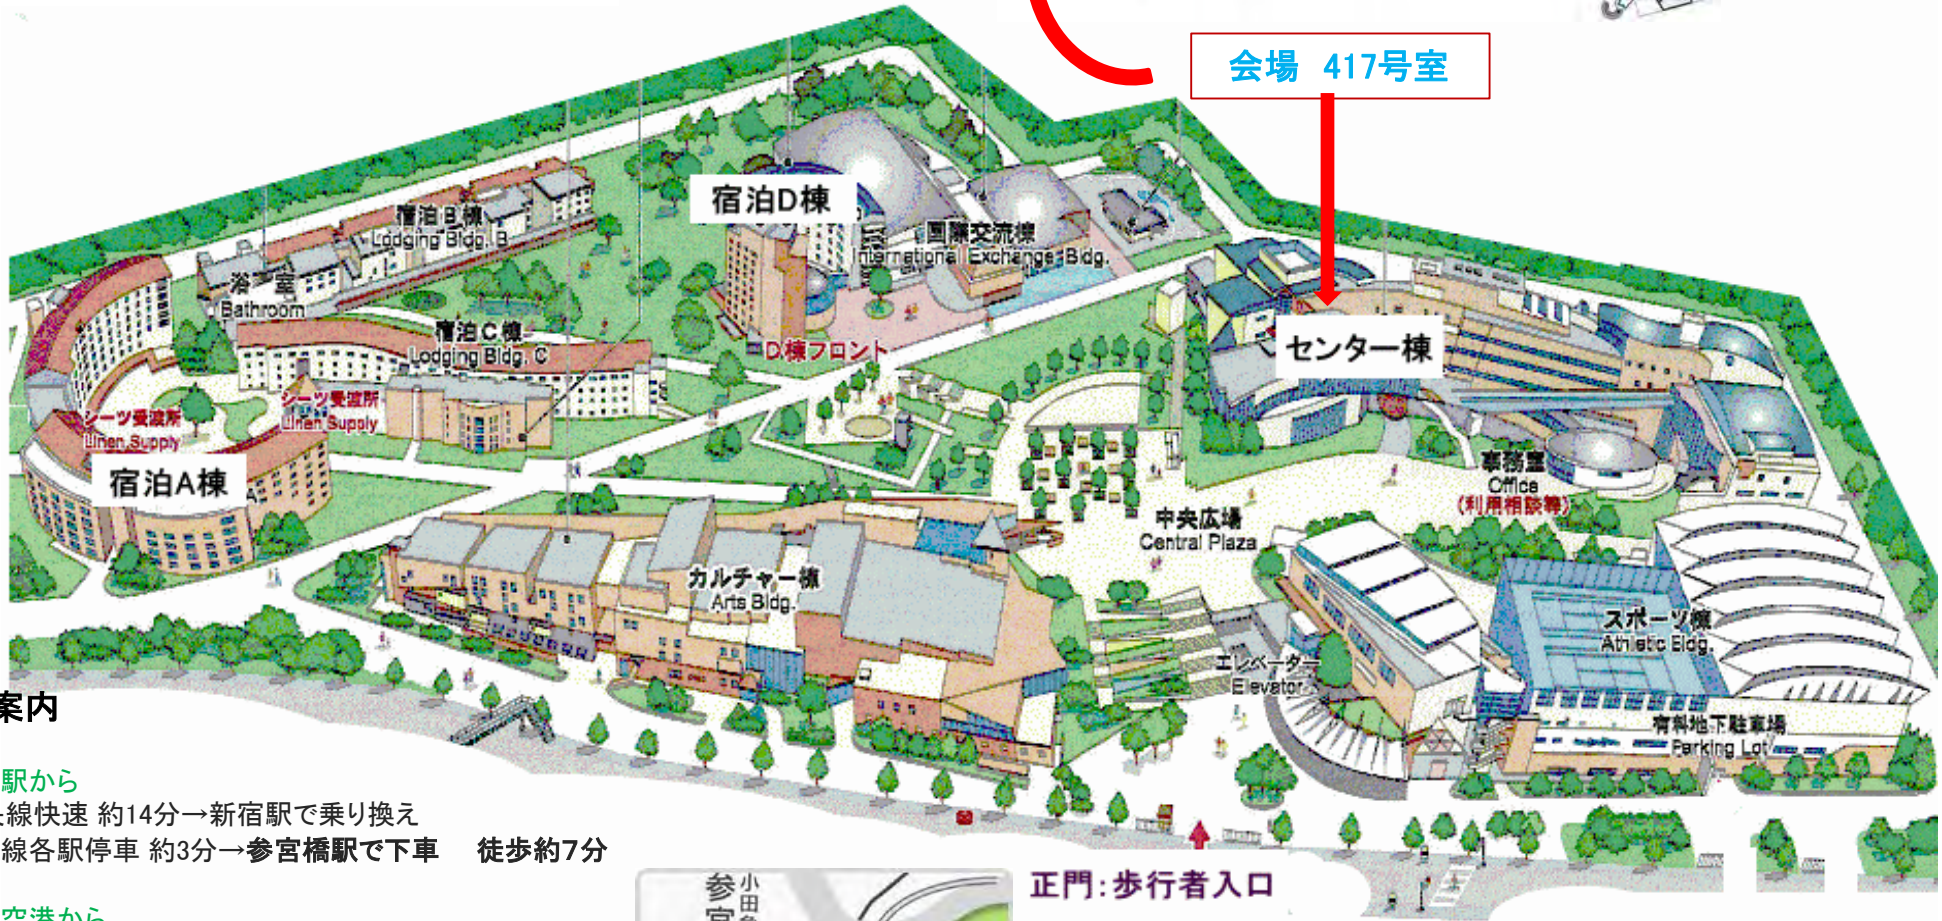 会場　417号室
宿泊D棟
宿泊B棟
Lodging Bldg. B
国際交流棟
International Exchange Bldg.
浴室
Bathroom
宿泊C棟
Lodging Bldg. C
D棟フロント
センター棟
シーツ受渡所
Linen Supply
シーツ受渡所
Linen Supply
宿泊A棟
事務室
Office
(利用相談等)
中央広場
Central Plaza
カルチャー棟
Arts Bldg.
スポーツ棟
Athletic Bldg.
エレベーター
Elevator
有料地下駐車場
Parking Lot
案内
駅から
線快速 約14分→新宿駅で乗り換え
線各駅停車 約3分→参宮橋駅で下車　徒歩約7分
空港から
正門：歩行者入口
小田
参宮